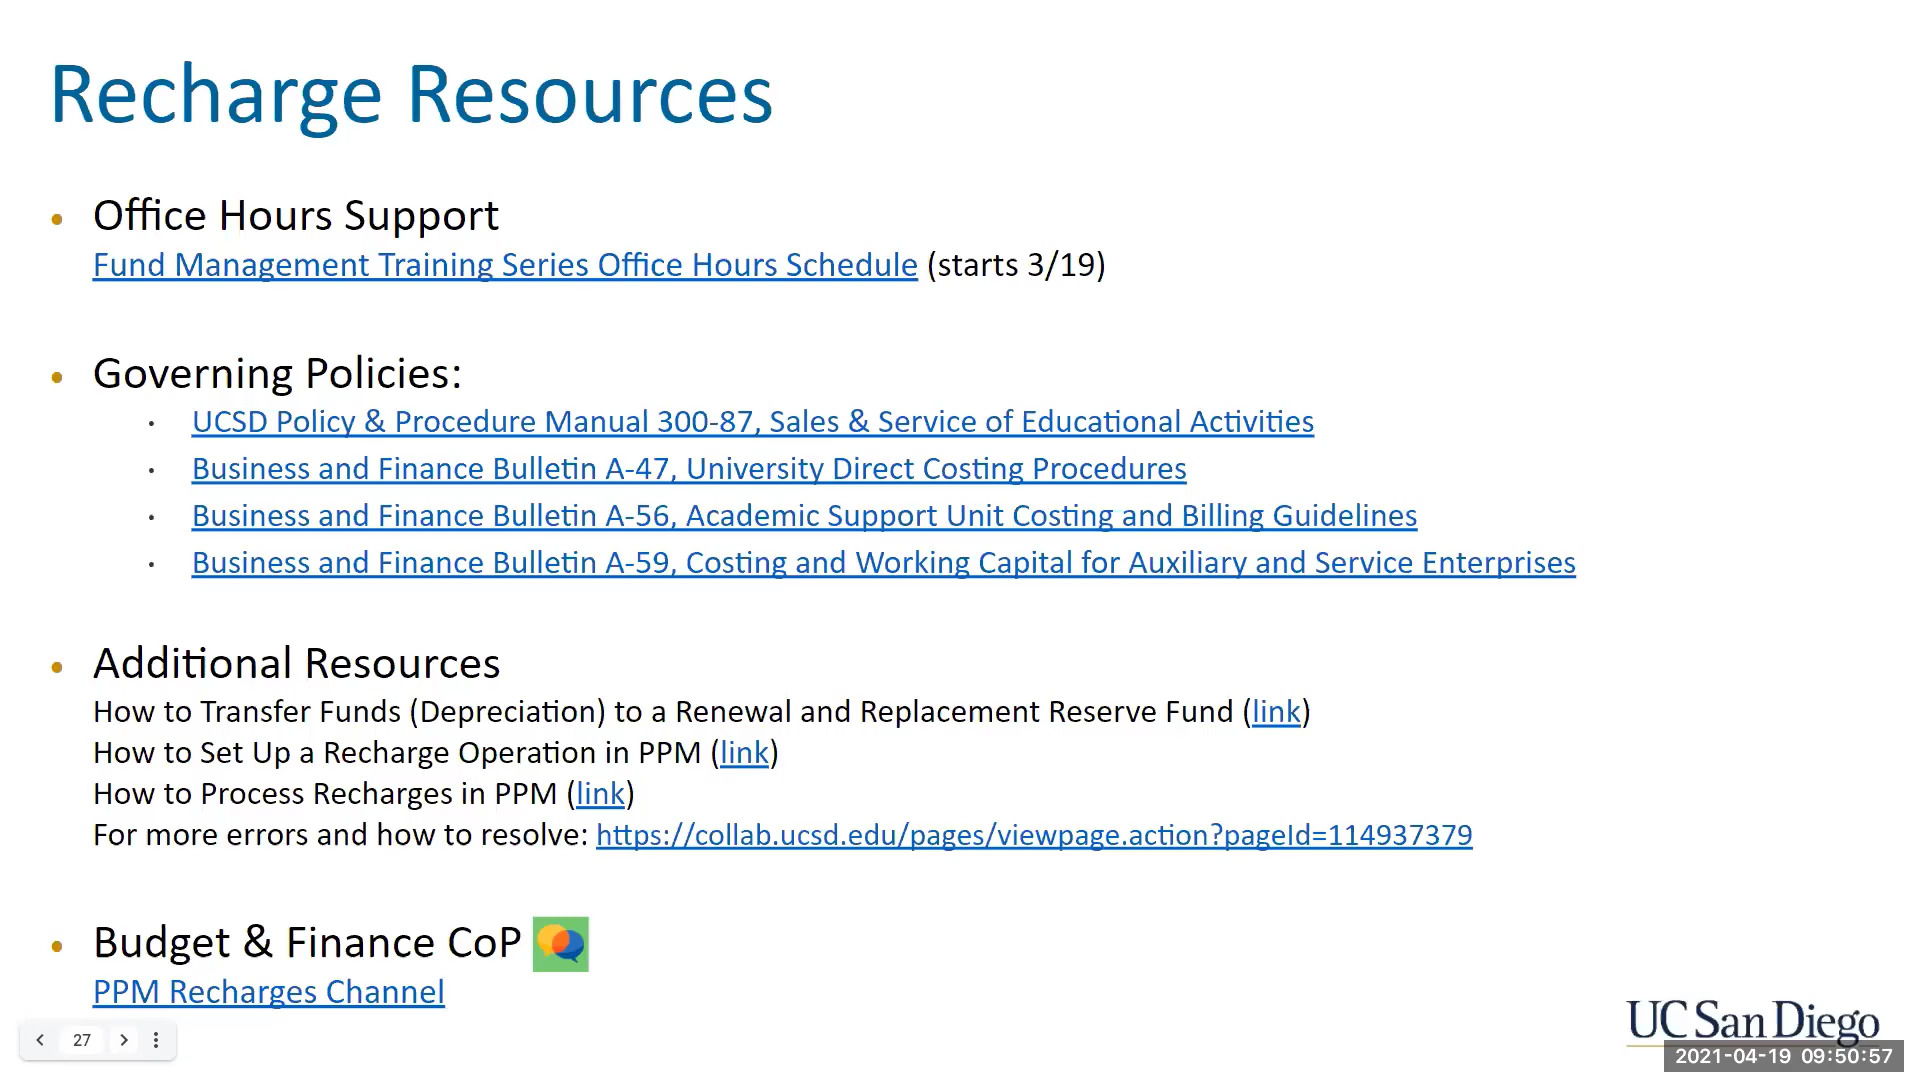 Recharge Resources
• Office Hours Support
Fund Management Training Series Office Hours Schedule (starts 3/19)
• Governing Policies:
• UCSD Policy & Procedure Manual 300-87, Sales & Service of Educational Activities
• Business and Finance Bulletin A-47, University Direct Costing Procedures
• Business and Finance Bulletin A-56, Academic Support Unit Costing and Billing Guidelines
• Business and Finance Bulletin A-59, Costing and Working Capital for Auxiliary and Service Enterprises
• Additional Resources
How to Transfer Funds (Depreciation) to a Renewal and Replacement Reserve Fund (link)
How to Set Up a Recharge Operation in PPM (link)
How to Process Recharges in PPM (link)
For more errors and how to resolve: https://collab.ucsd.edu/pages/viewpage.action?pageId=114937379
• Budget & Finance CoP
PPM Recharges Channel
27
UC San Diego
2021-04-19 09:50:57